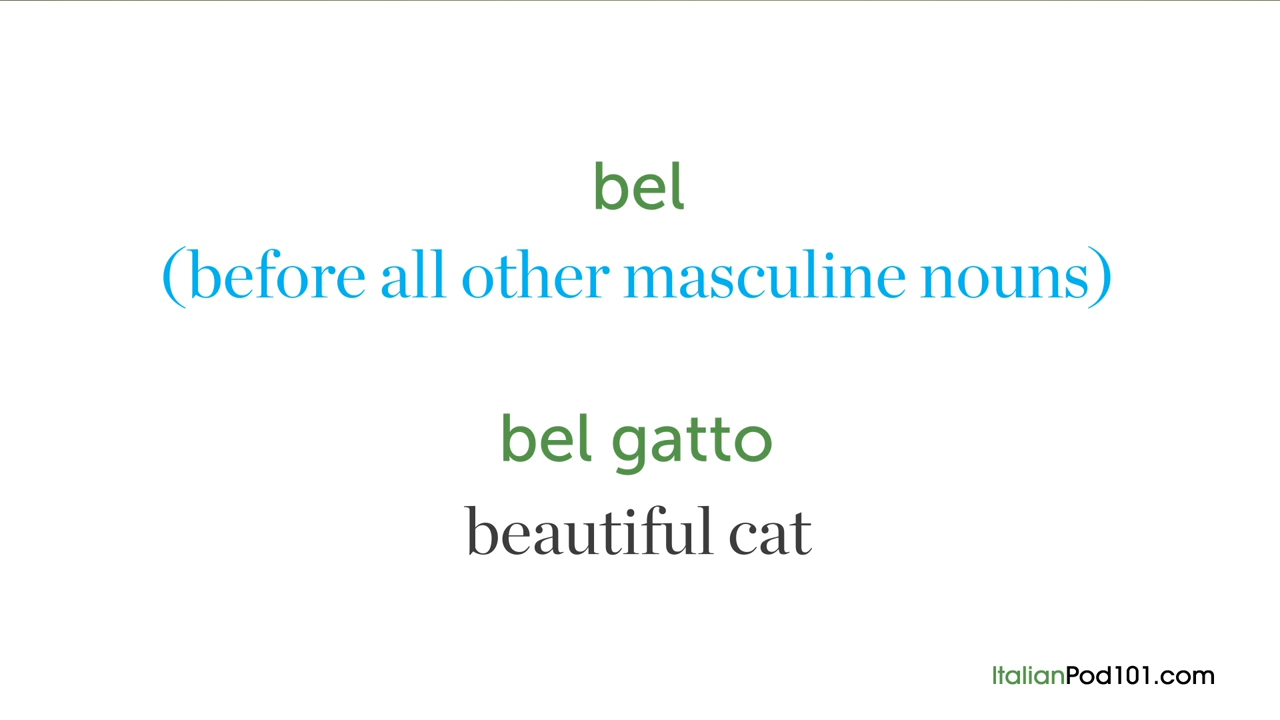 bel
(before all other masculine nouns)
bel gatto
beautiful cat
ItalianPod101.com